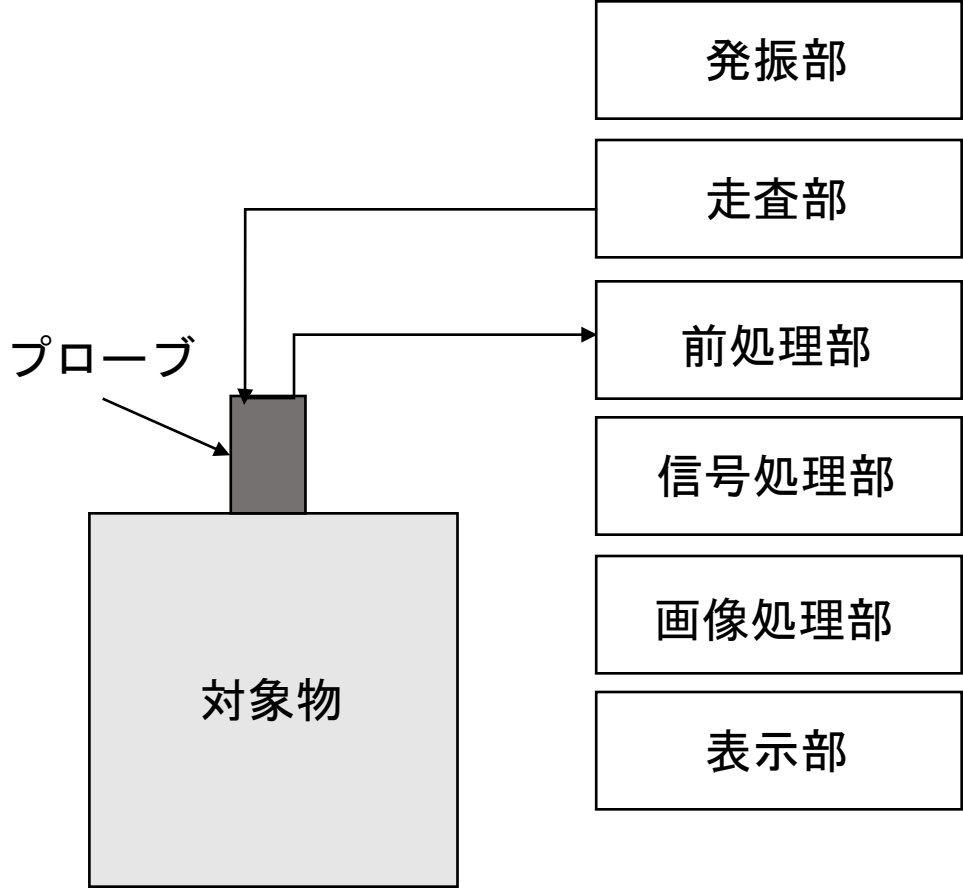 発振部
走査部
前処理部
プローブ
信号処理部
画像処理部
対象物
表示部